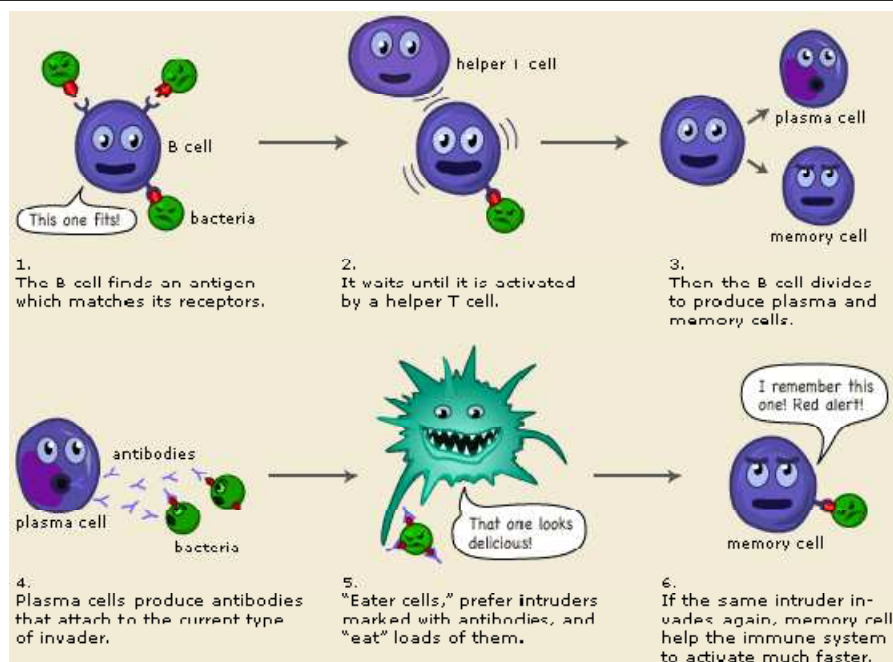 helper T cell
B cell
This one fits!
bacteria
plasma cell
memory cell
1.
The B cell finds an antigen
which matches its receptors.
2.
It waits until it is activated
by a helper T cell.
3.
Then the B cell divides
to produce plasma and
memory cells.
I remember this
one! Red alert!
antibodies
plasma cell
bacteria
That one looks
delicious!
memory cell
4.
Plasma cells produce antibodies
that attach to the current type
of invader.
5.
“Eater cells,” prefer intruders
marked with antibodies, and
“eat” loads of them.
6.
If the same intruder in-
vades again, memory cell
help the immune system
to activate much faster.